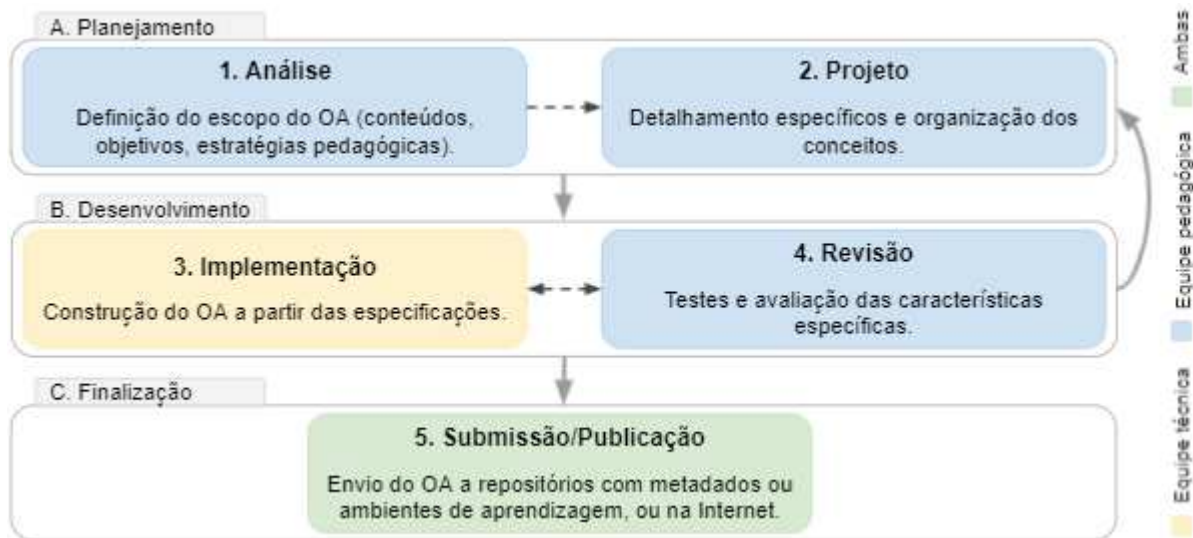 A. Planejamento
1. Análise
Definição do escopo do OA (conteúdos,
objetivos, estratégias pedagógicas).
2. Projeto
Detalhamento específicos e organização dos
conceitos.
B. Desenvolvimento
3. Implementação
Construção do OA a partir das especificações.
4. Revisão
Testes e avaliação das características
específicas.
C. Finalização
5. Submissão/Publicação
Envio do OA a repositórios com metadados ou
ambientes de aprendizagem, ou na Internet.
Equipe técnica
Equipe pedagógica
Ambas